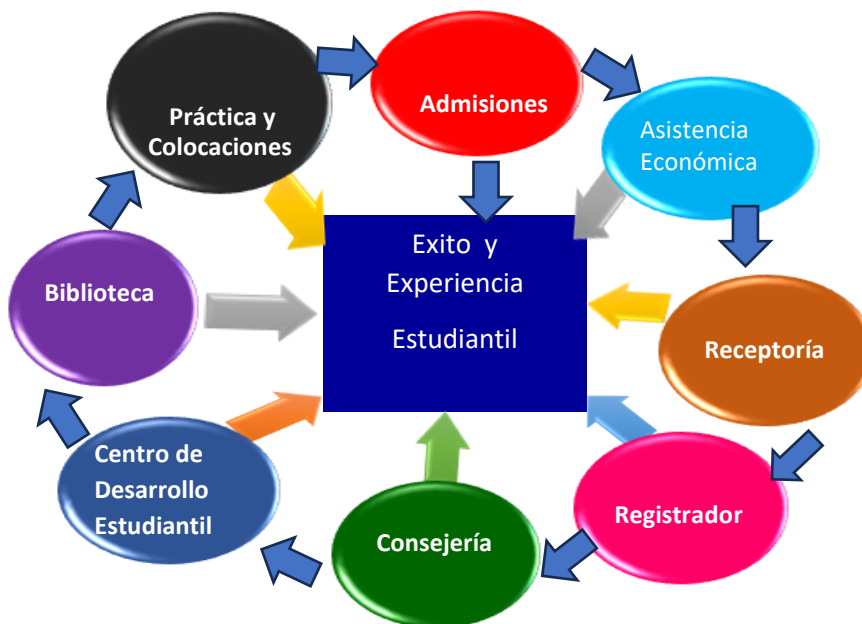 Admisiones
Asistencia
Económica
Receptoría
Registrador
Consejería
Centro de
Desarrollo
Estudiantil
Biblioteca
Práctica y
Colocaciones
Exito y
Experiencia
Estudiantil